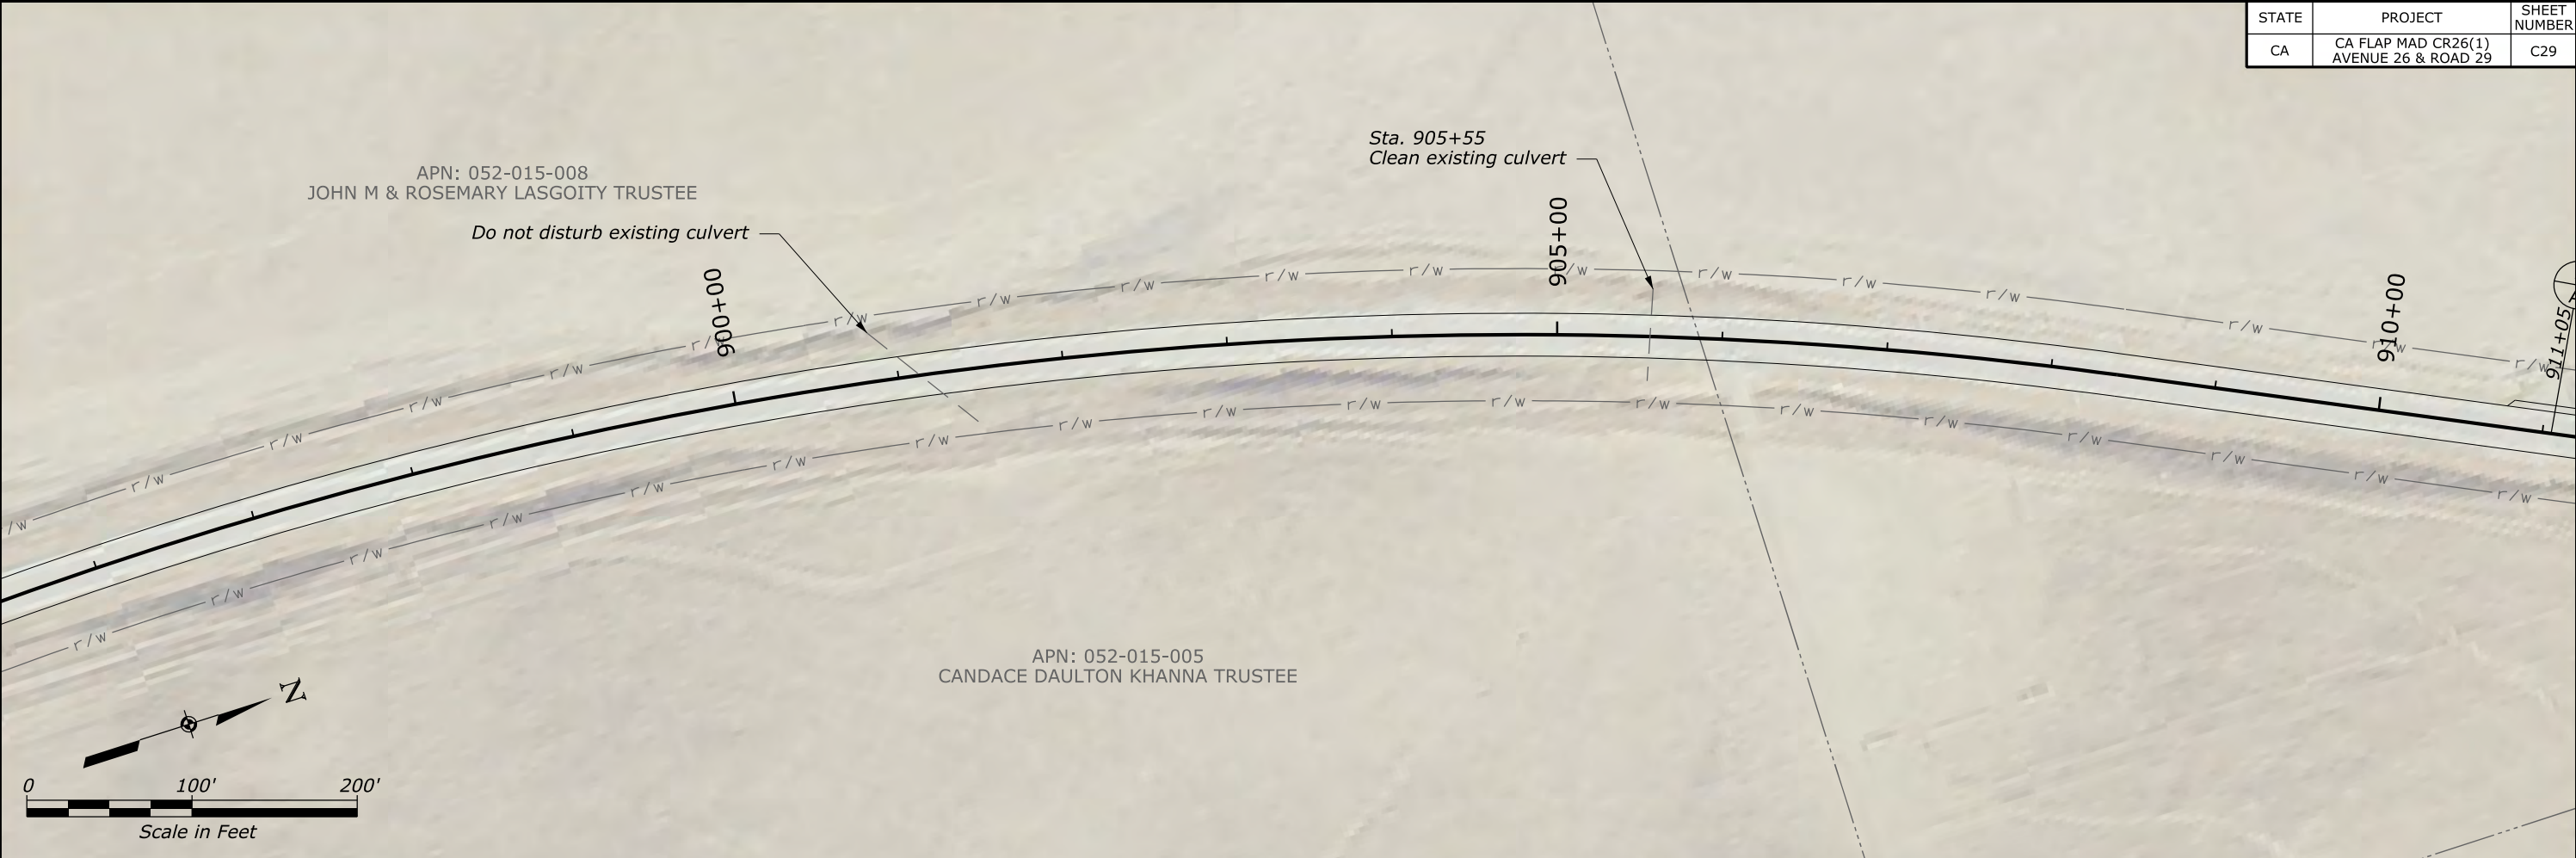 STATE PROJECT SHEET NUMBER
CA CA FLAP MAD CR26(1) AVENUE 26 & ROAD 29 C29
Sta. 905+55
Clean existing culvert
APN: 052-015-008
JOHN M & ROSEMARY LASGOITY TRUSTEE
Do not disturb existing culvert
900+00
905+00
910+00
911+05
r/w r/w r/w r/w r/w r/w r/w r/w r/w r/w r/w r/w r/w r/w r/w r/w r/w
/w
r/w r/w r/w r/w r/w r/w r/w r/w r/w r/w r/w r/w r/w r/w r/w r/w r/w r/w
APN: 052-015-005
CANDACE DAULTON KHANNA TRUSTEE
N
0 100' 200'
Scale in Feet